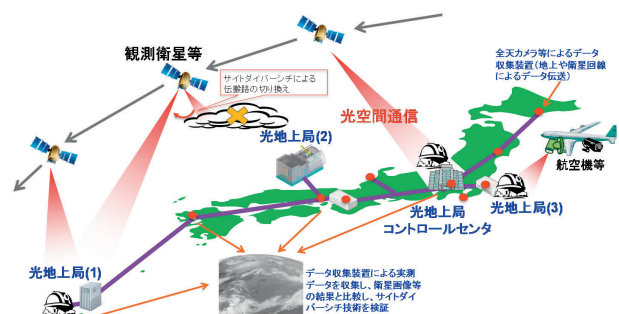 全天カメラ等によるデータ
収集装置(地上や衛星回線
によるデータ伝送)
観測衛星等
サイトダイバーシチによる
伝搬路の切り換え
光空間通信
光地上局(2)
航空機等
光地上局
コントロールセンタ
光地上局(3)
光地上局(1)
データ収集装置による実測
データを収集し、衛星画像等
の結果と比較し、サイトダイ
バーシチ技術を検証